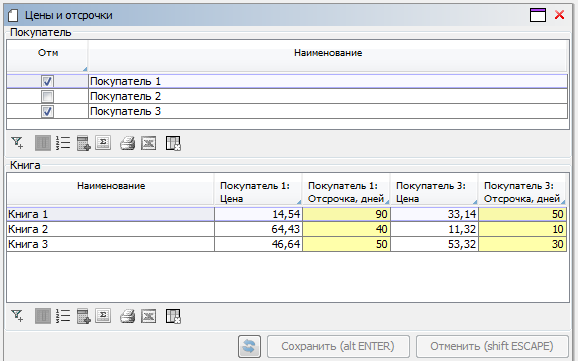 Цены и отсрочки
Покупатель
Отм Наименование
Покупатель 1
Покупатель 2
Покупатель 3
Книга
Наименование Покупатель 1: Цена Покупатель 1: Отсрочка, дней Покупатель 3: Цена Покупатель 3: Отсрочка, дней
Книга 1 14,54 90 33,14 50
Книга 2 64,43 40 11,32 10
Книга 3 46,64 50 53,32 30
Сохранить (alt ENTER) Отменить (shift ESCAPE)